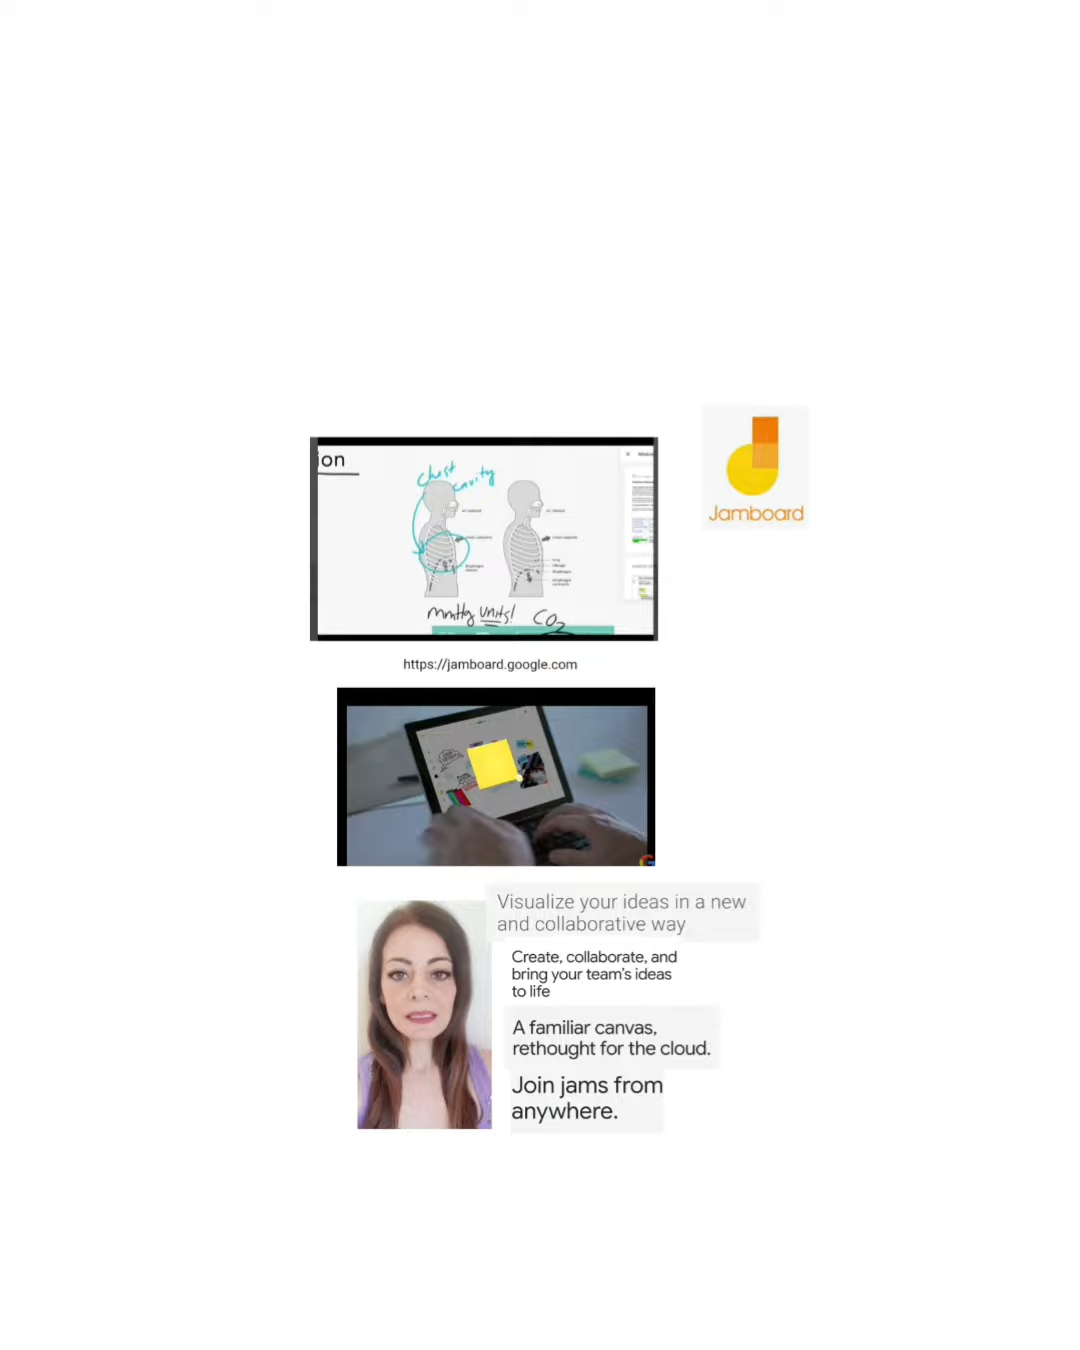 ion
chest
cavity
mmHg units! CO2
Jamboard
https://jamboard.google.com
Visualize your ideas in a new
and collaborative way
Create, collaborate, and
bring your team's ideas
to life
A familiar canvas,
rethought for the cloud.
Join jams from
anywhere.